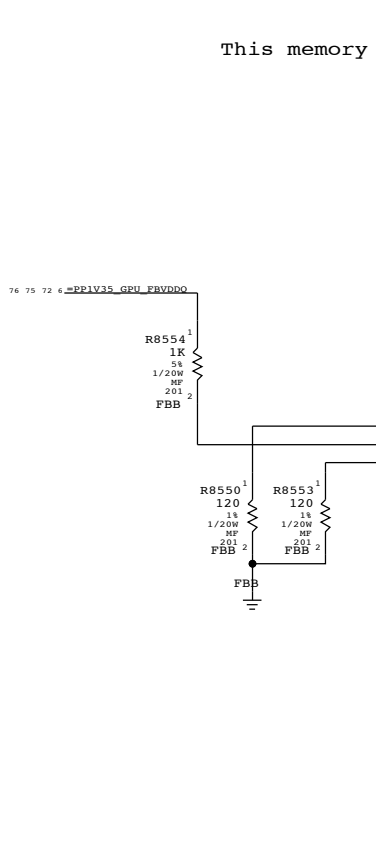 This memory
76 75 72 6 =PP1V35_GPU_FBVDDQ
R8554 1
1K
5%
1/20W
MF
201
2
FBB
R8550 1
120
1%
1/20W
MF
201
FBB 2
R8553 1
120
1%
1/20W
MF
201
FBB 2
FBB